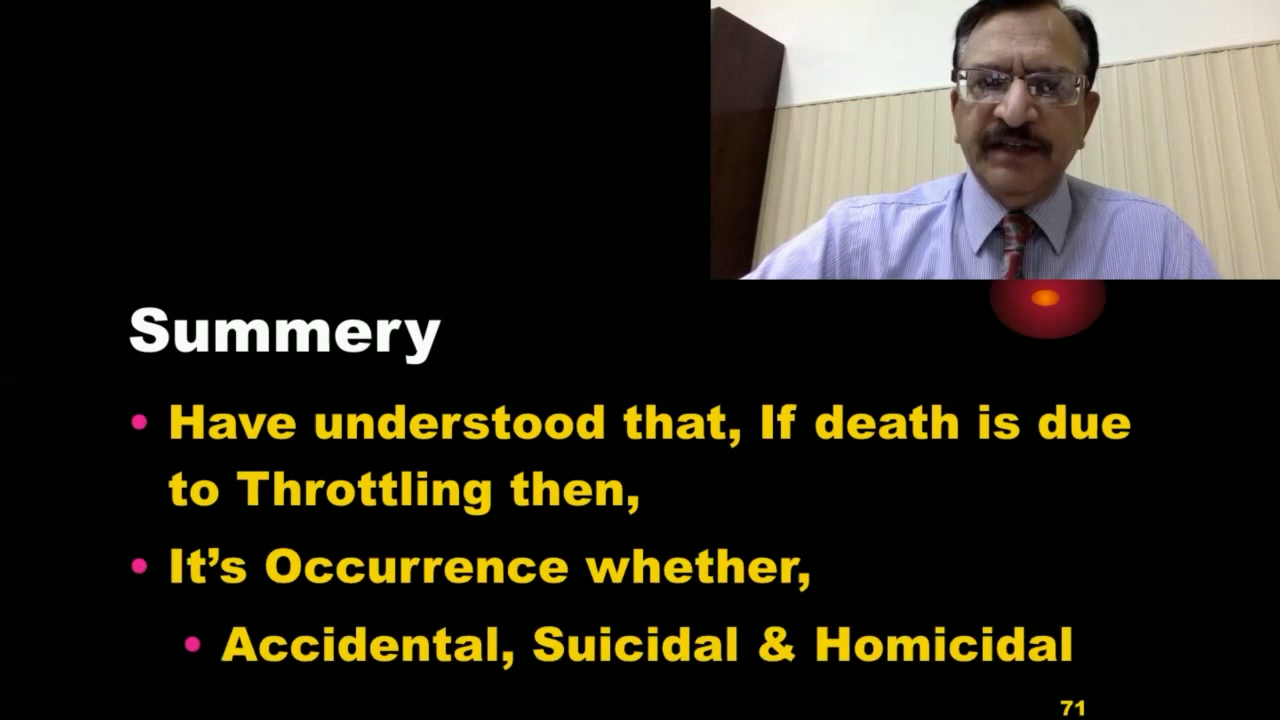 Summery
• Have understood that, If death is due
to Throttling then,
• It’s Occurrence whether,
• Accidental, Suicidal & Homicidal
71